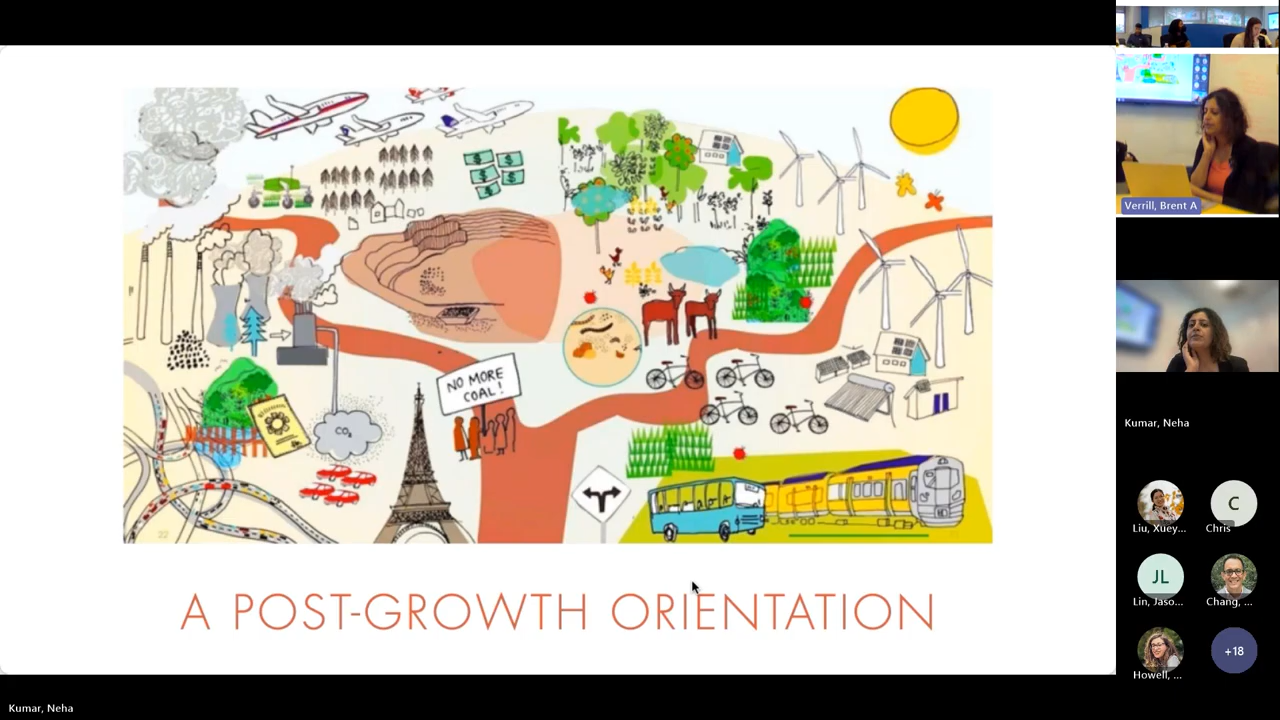 NO MORE
COAL!
CO₂
22
A POST-GROWTH ORIENTATION
Verrill, Brent A
Kumar, Neha
Liu, Xuey...
Chris
C
JL
Lin, Jaso...
Chang, ...
Howell, ...
+18
Kumar, Neha